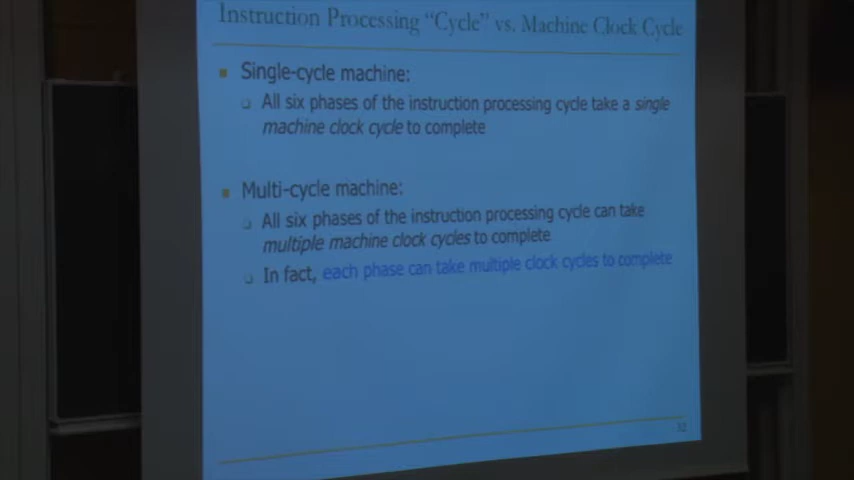 Instruction Processing “Cycle” vs. Machine Clock Cycle
Single-cycle machine:
All six phases of the instruction processing cycle take a single
machine clock cycle to complete
Multi-cycle machine:
All six phases of the instruction processing cycle can take
multiple machine clock cycles to complete
In fact, each phase can take multiple clock cycles to complete